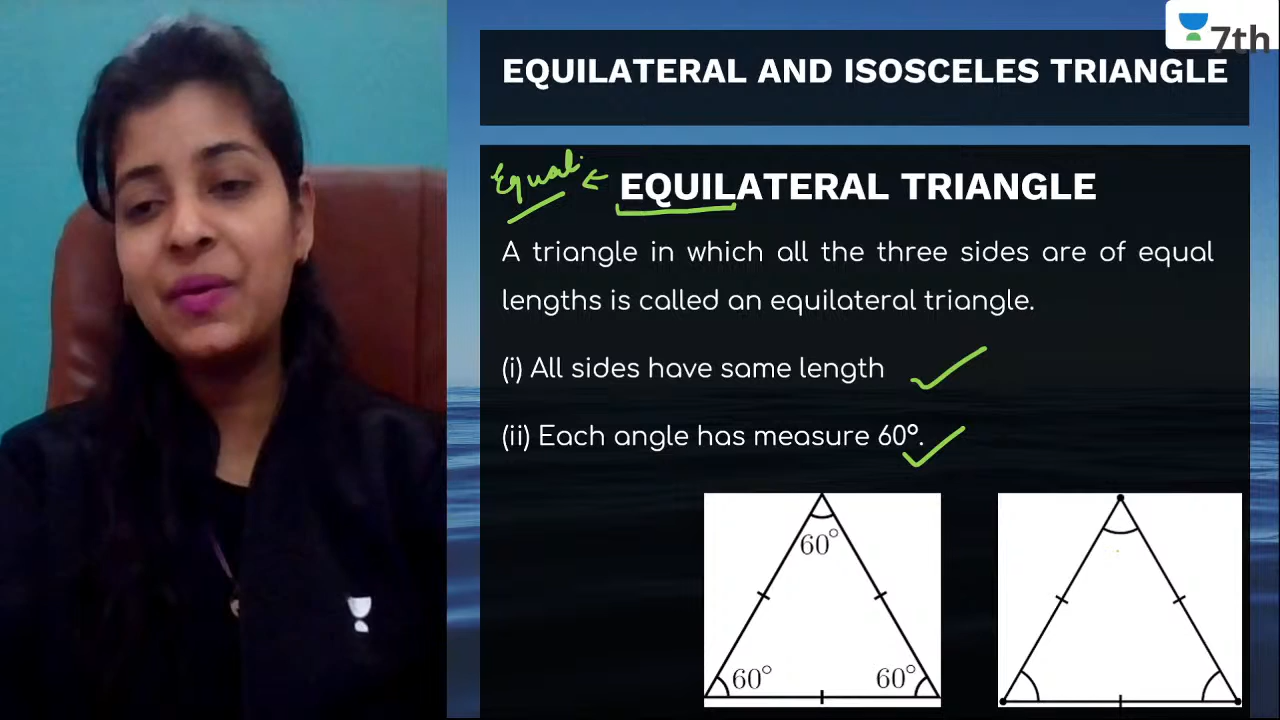 7th
EQUILATERAL AND ISOSCELES TRIANGLE
Equal ← EQUILATERAL TRIANGLE
A triangle in which all the three sides are of equal
lengths is called an equilateral triangle.
(i) All sides have same length
(ii) Each angle has measure 60°.
60°
60° 60°